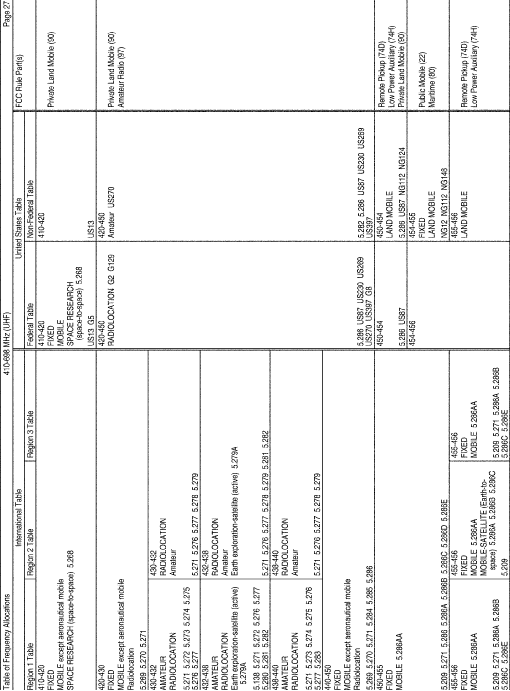 Table of Frequency Allocations
410-698 MHz (UHF)
Page 27
International Table
United States Table
FCC Rule Part(s)
Region 1 Table
Region 2 Table
Region 3 Table
Federal Table
Non-Federal Table
410-420
FIXED
MOBILE except aeronautical mobile
SPACE RESEARCH (space-to-space) 5.268
410-420
FIXED
MOBILE
SPACE RESEARCH
(space-to-space) 5.268
US13 G5
410-420
US13
Private Land Mobile (90)
420-430
FIXED
MOBILE except aeronautical mobile
Radiolocation
5.269 5.270 5.271
420-450
RADIOLOCATION G2 G129
5.286 US87 US230 US269
US270 US397 G8
420-450
Amateur US270
5.282 5.286 US87 US230 US269
US397
Private Land Mobile (90)
Amateur Radio (97)
430-432
AMATEUR
RADIOLOCATION
5.271 5.272 5.273 5.274 5.275
5.276 5.277
430-432
RADIOLOCATION
Amateur
5.271 5.276 5.277 5.278 5.279
432-438
AMATEUR
RADIOLOCATION
Earth exploration-satellite (active)
5.279A
5.138 5.271 5.272 5.276 5.277
5.280 5.281 5.282
432-438
RADIOLOCATION
Amateur
Earth exploration-satellite (active) 5.279A
5.271 5.276 5.277 5.278 5.279 5.281 5.282
438-440
AMATEUR
RADIOLOCATION
5.271 5.273 5.274 5.275 5.276
5.277 5.283
438-440
RADIOLOCATION
Amateur
5.271 5.276 5.277 5.278 5.279
440-450
FIXED
MOBILE except aeronautical mobile
Radiolocation
5.269 5.270 5.271 5.284 5.285 5.286
450-455
FIXED
MOBILE 5.286AA
5.209 5.271 5.286 5.286A 5.286B 5.286C 5.286D 5.286E
450-454
5.286 US87
450-454
LAND MOBILE
5.286 US87 NG112 NG124
Remote Pickup (74D)
Low Power Auxiliary (74H)
Private Land Mobile (90)
454-456
454-455
FIXED
LAND MOBILE
NG12 NG112 NG148
Public Mobile (22)
Maritime (80)
455-456
FIXED
MOBILE 5.286AA
5.209 5.271 5.286A 5.286B
5.286C 5.286E
455-456
FIXED
MOBILE 5.286AA
MOBILE-SATELLITE (Earth-to-
space) 5.286A 5.286B 5.286C
5.209
455-456
FIXED
MOBILE 5.286AA
5.209 5.271 5.286A 5.286B
5.286C 5.286E
455-456
LAND MOBILE
Remote Pickup (74D)
Low Power Auxiliary (74H)